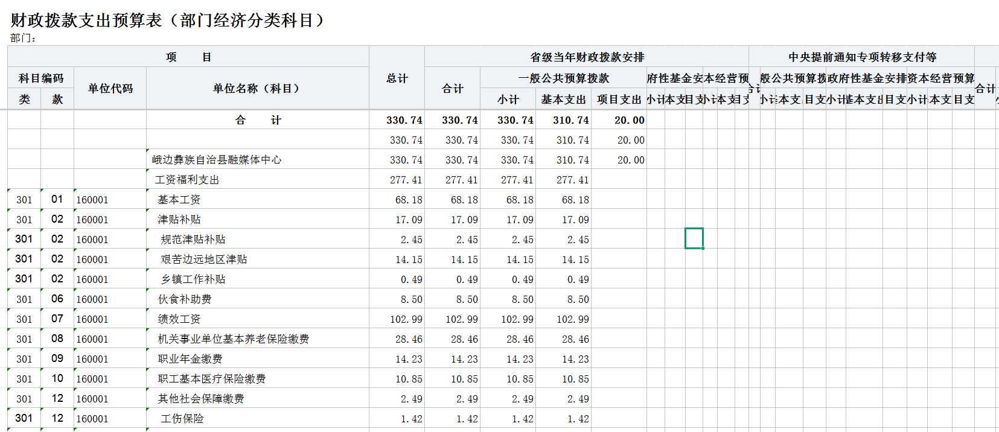 财政拨款支出预算表（部门经济分类科目）
部门：
项 目 总计 省级当年财政拨款安排 中央提前通知专项转移支付等
科目编码 单位代码 单位名称（科目） 合计 一般公共预算拨款 府性基金安 本经营预 合计 般公共预算拨 政府性基金安排 资本经营预算 合计
类 款 小计 基本支出 项目支出 小计 本支 目支 小计 本支 目支 小计 本支 目支 小计 基本支出 目支 小计 本支 目支
合 计 330.74 330.74 330.74 310.74 20.00
330.74 330.74 330.74 310.74 20.00
峨边彝族自治县融媒体中心 330.74 330.74 330.74 310.74 20.00
工资福利支出 277.41 277.41 277.41 277.41
301 01 160001 基本工资 68.18 68.18 68.18 68.18
301 02 160001 津贴补贴 17.09 17.09 17.09 17.09
301 02 160001 规范津贴补贴 2.45 2.45 2.45 2.45
301 02 160001 艰苦边远地区津贴 14.15 14.15 14.15 14.15
301 02 160001 乡镇工作补贴 0.49 0.49 0.49 0.49
301 06 160001 伙食补助费 8.50 8.50 8.50 8.50
301 07 160001 绩效工资 102.99 102.99 102.99 102.99
301 08 160001 机关事业单位基本养老保险缴费 28.46 28.46 28.46 28.46
301 09 160001 职业年金缴费 14.23 14.23 14.23 14.23
301 10 160001 职工基本医疗保险缴费 10.85 10.85 10.85 10.85
301 12 160001 其他社会保障缴费 2.49 2.49 2.49 2.49
301 12 160001 工伤保险 1.42 1.42 1.42 1.42